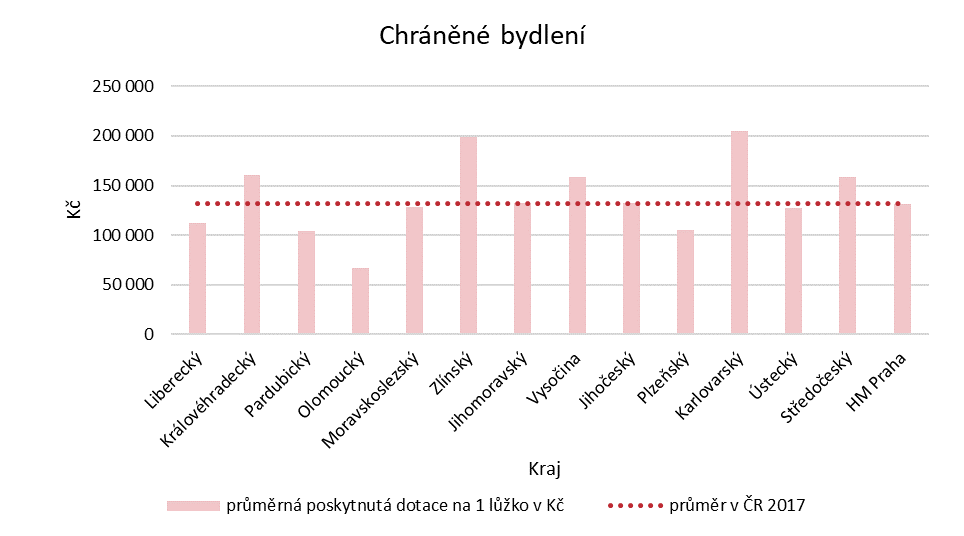 Chráněné bydlení
250 000
200 000
150 000
100 000
50 000
0
Kč
Liberecký
Královéhradecký
Pardubický
Olomoucký
Moravskoslezský
Zlínský
Jihomoravský
Vysočina
Jihočeský
Plzeňský
Karlovarský
Ústecký
Středočeský
HM Praha
Kraj
průměrná poskytnutá dotace na 1 lůžko v Kč
průměr v ČR 2017